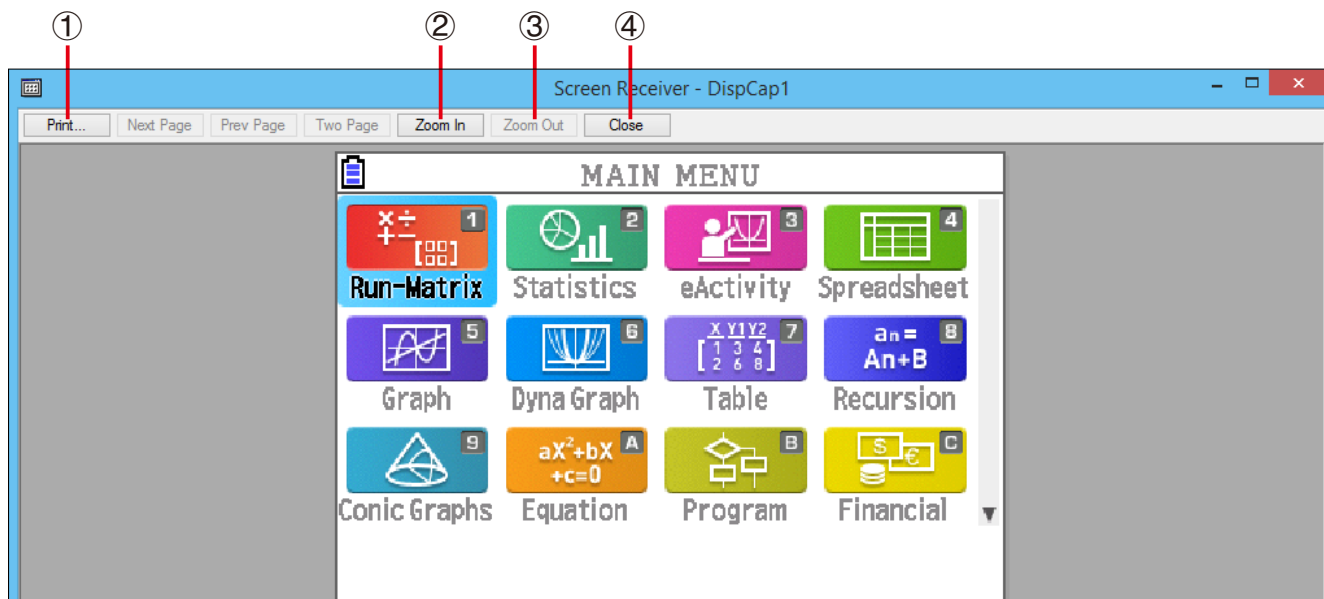 ① ② ③ ④
Screen Receiver - DispCap1
Print... Next Page Prev Page Two Page Zoom In Zoom Out Close
MAIN MENU
×÷ 1 2 3 4
+−
[88]
Run-Matrix Statistics eActivity Spreadsheet
5 6 X Y1 Y2 7 an= 8
1 3 4 An+B
2 6 8
Graph Dyna Graph Table Recursion
9 aX²+bX A B $ C
+c=0 €
Conic Graphs Equation Program Financial